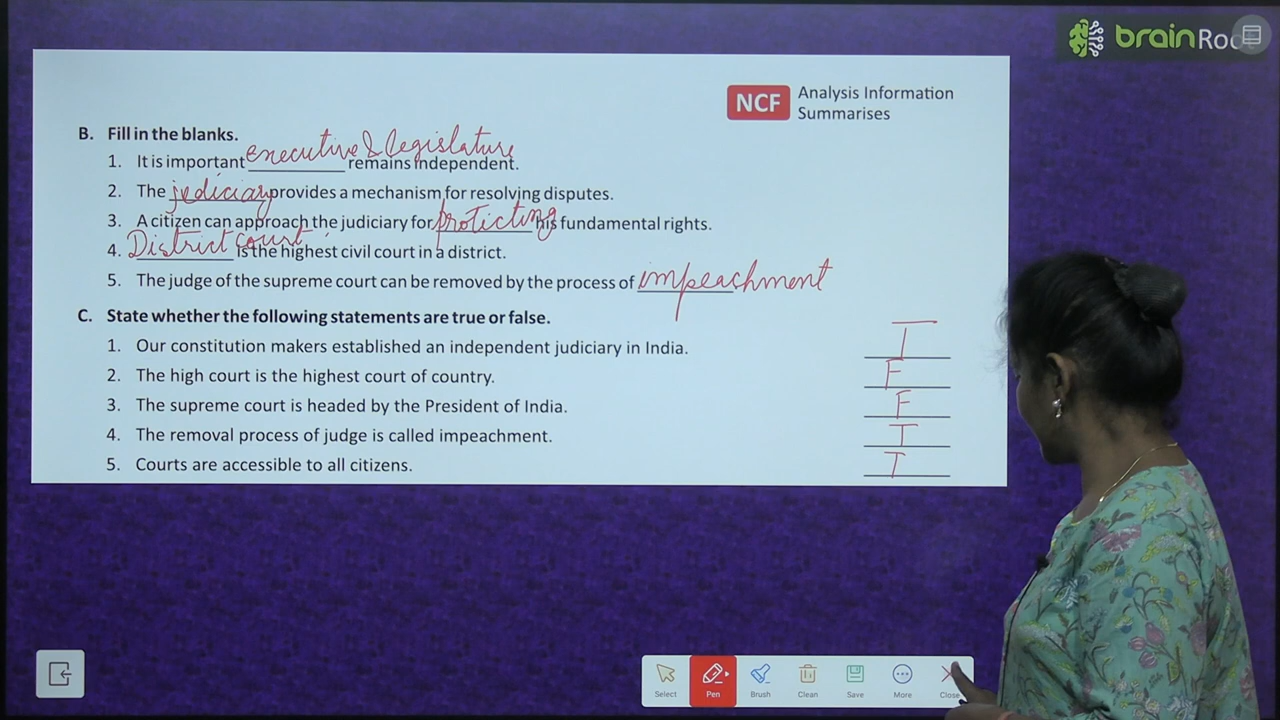 brainRoo
NCF Analysis Information
Summarises
B. Fill in the blanks.
1. It is important executive & legislature remains independent.
2. The jediciary provides a mechanism for resolving disputes.
3. A citizen can approach the judiciary for proticting his fundamental rights.
4. District court is the highest civil court in a district.
5. The judge of the supreme court can be removed by the process of impeachment
C. State whether the following statements are true or false.
1. Our constitution makers established an independent judiciary in India. T
2. The high court is the highest court of country. F
3. The supreme court is headed by the President of India. F
4. The removal process of judge is called impeachment. T
5. Courts are accessible to all citizens. T
Select Pen Brush Clean Save More Close